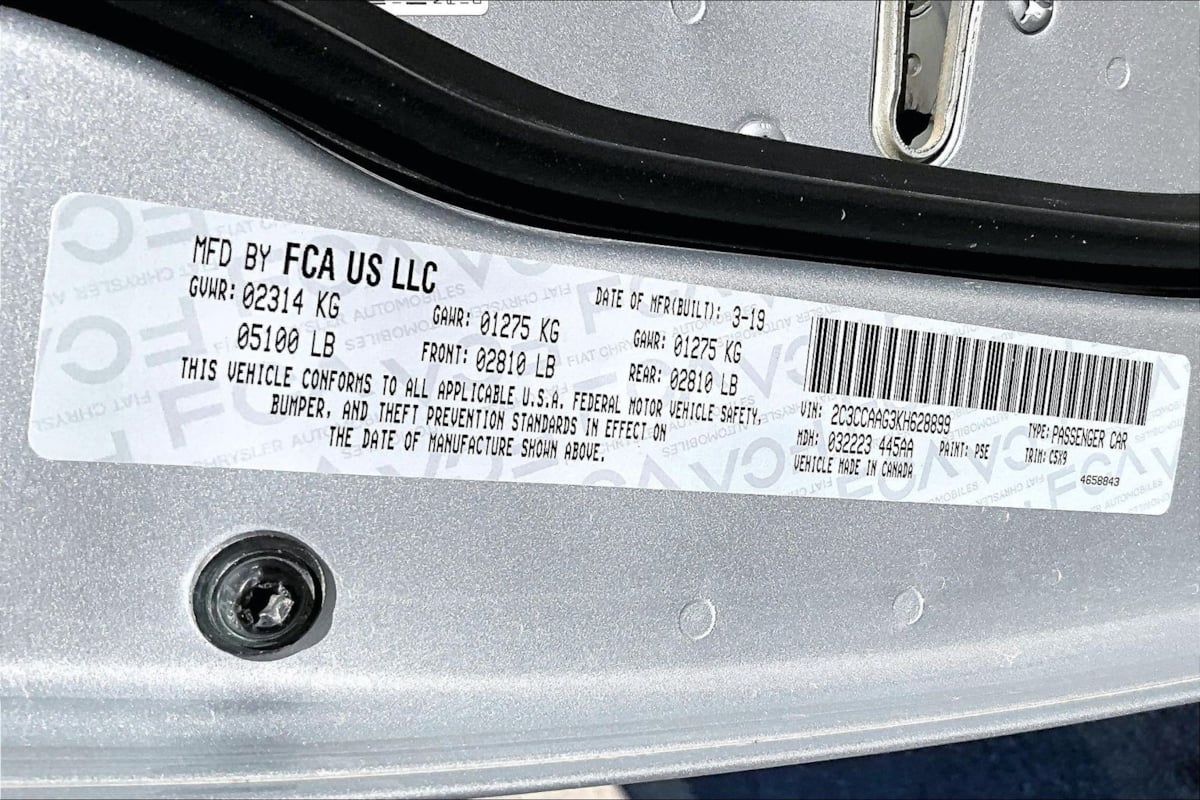 MFD BY FCA US LLC
DATE OF MFR(BUILT): 3-19
GVWR: 02314 KG
05100 LB
GAWR: 01275 KG
FRONT: 02810 LB
GAWR: 01275 KG
REAR: 02810 LB
THIS VEHICLE CONFORMS TO ALL APPLICABLE U.S.A. FEDERAL MOTOR VEHICLE SAFETY,
BUMPER, AND THEFT PREVENTION STANDARDS IN EFFECT ON
THE DATE OF MANUFACTURE SHOWN ABOVE.
VIN: 2C3CCAAG3KH628899
TYPE: PASSENGER CAR
MDH: 032223 445AA
PAINT: PSE
TRIM: C5X9
VEHICLE MADE IN CANADA
4658843